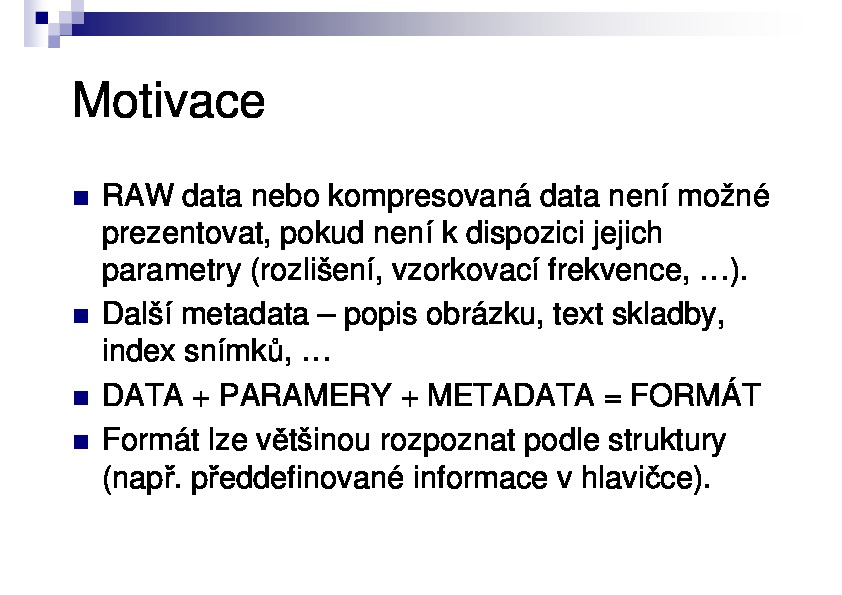 Motivace
RAW data nebo kompresovaná data není možné
prezentovat, pokud není k dispozici jejich
parametry (rozlišení, vzorkovací frekvence, …).
Další metadata – popis obrázku, text skladby,
index snímků, …
DATA + PARAMERY + METADATA = FORMÁT
Formát lze většinou rozpoznat podle struktury
(např. předdefinované informace v hlavičce).